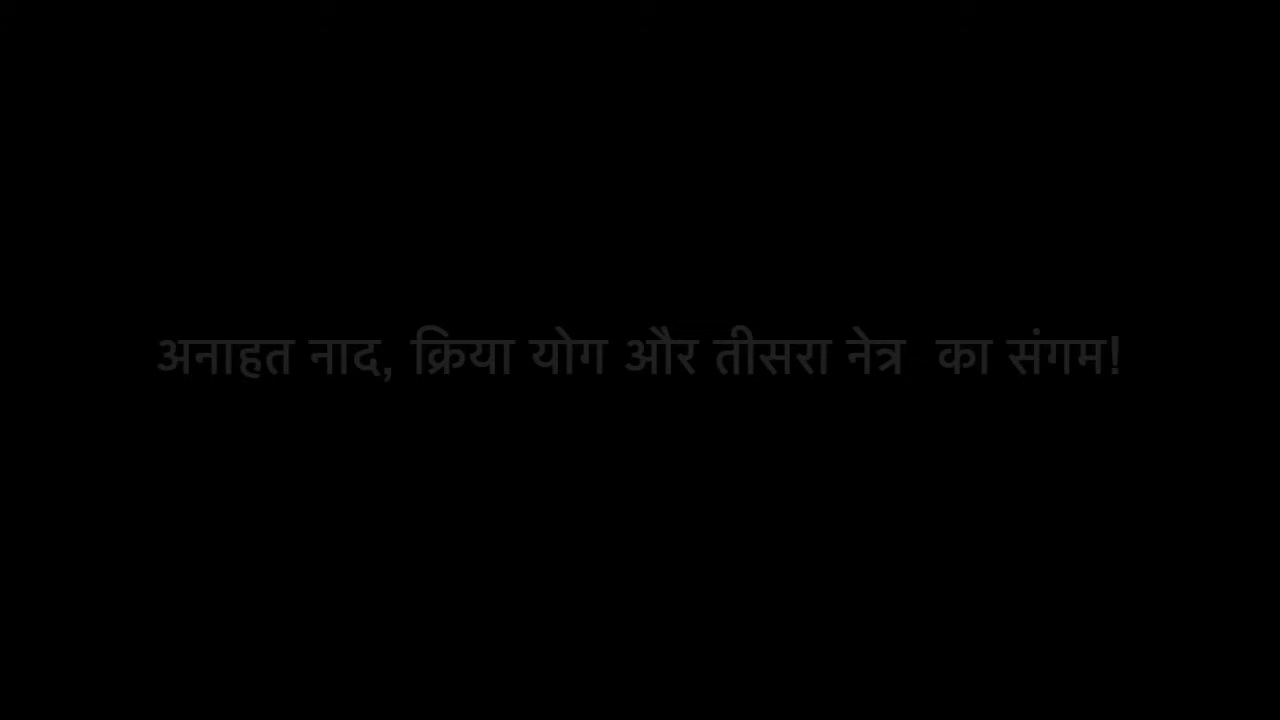 अनाहत नाद, क्रिया योग और तीसरा नेत्र  का संगम!